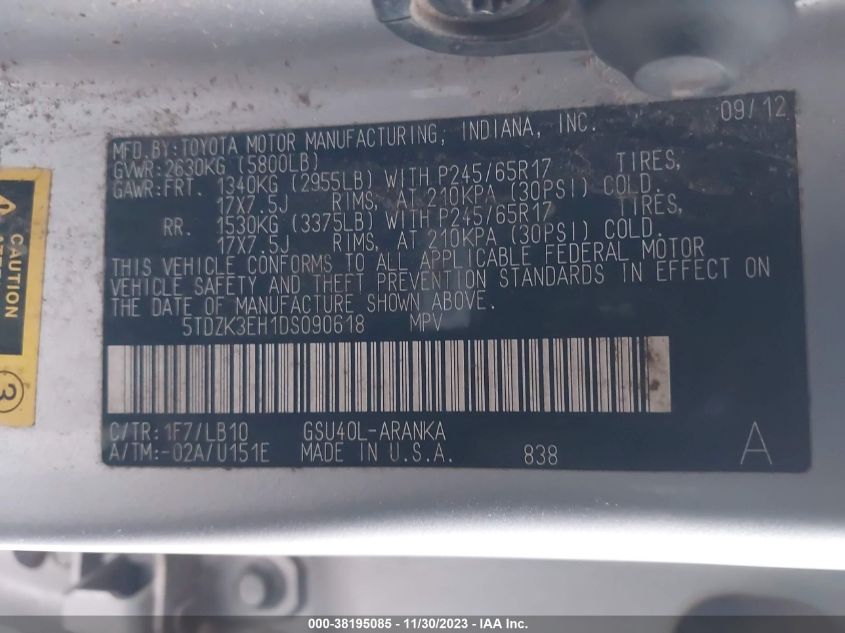 09/12
MFD.BY:TOYOTA MOTOR MANUFACTURING, INDIANA, INC.
GVWR:2630KG (5800LB)
GAWR:FRT. 1340KG (2955LB) WITH P245/65R17 TIRES,
17X7.5J RIMS, AT 210KPA (30PSI) COLD.
RR. 1530KG (3375LB) WITH P245/65R17 TIRES,
17X7.5J RIMS, AT 210KPA (30PSI) COLD.
THIS VEHICLE CONFORMS TO ALL APPLICABLE FEDERAL MOTOR
VEHICLE SAFETY AND THEFT PREVENTION STANDARDS IN EFFECT ON
THE DATE OF MANUFACTURE SHOWN ABOVE.
5TDZK3EH1DS090618 MPV
C/TR:1F7/LB10 GSU40L-ARANKA
A/TM:-02A/U151E MADE IN U.S.A. 838 A
CAUTION
3
000-38195085 - 11/30/2023 - IAA Inc.